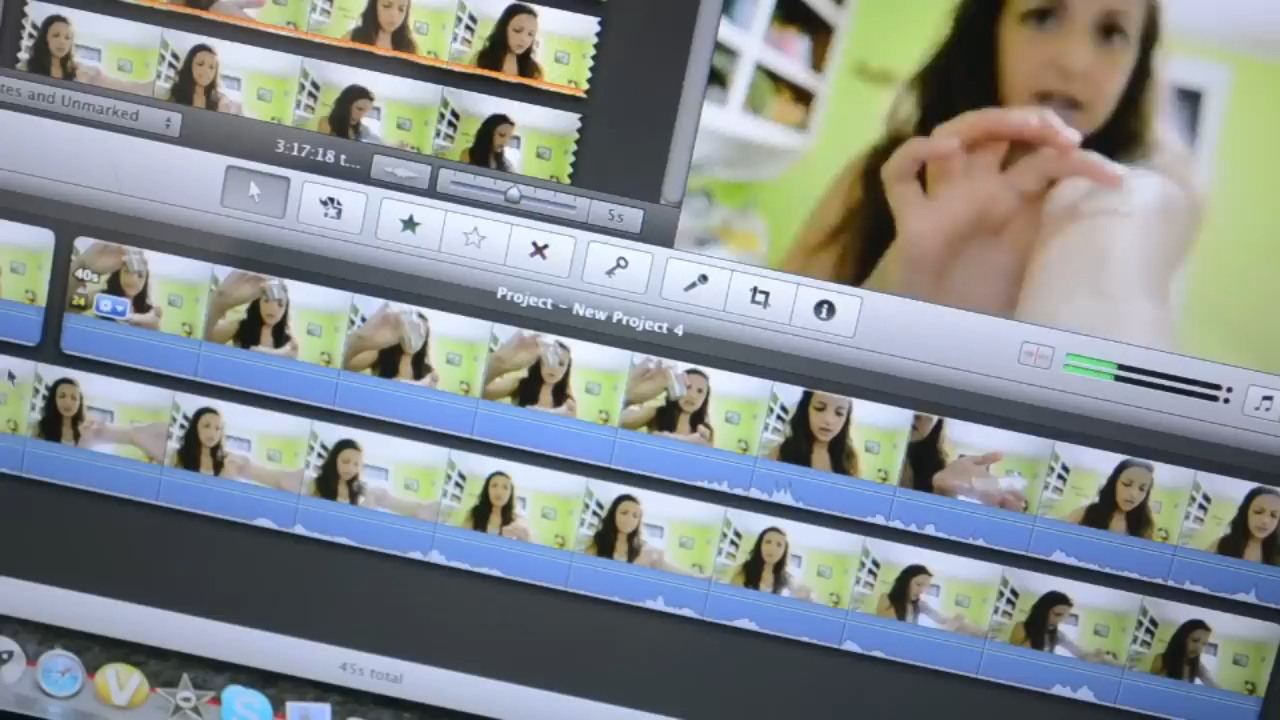 tes and Unmarked
3:17:18 t...
5s
40s
24
Project – New Project 4
45s total